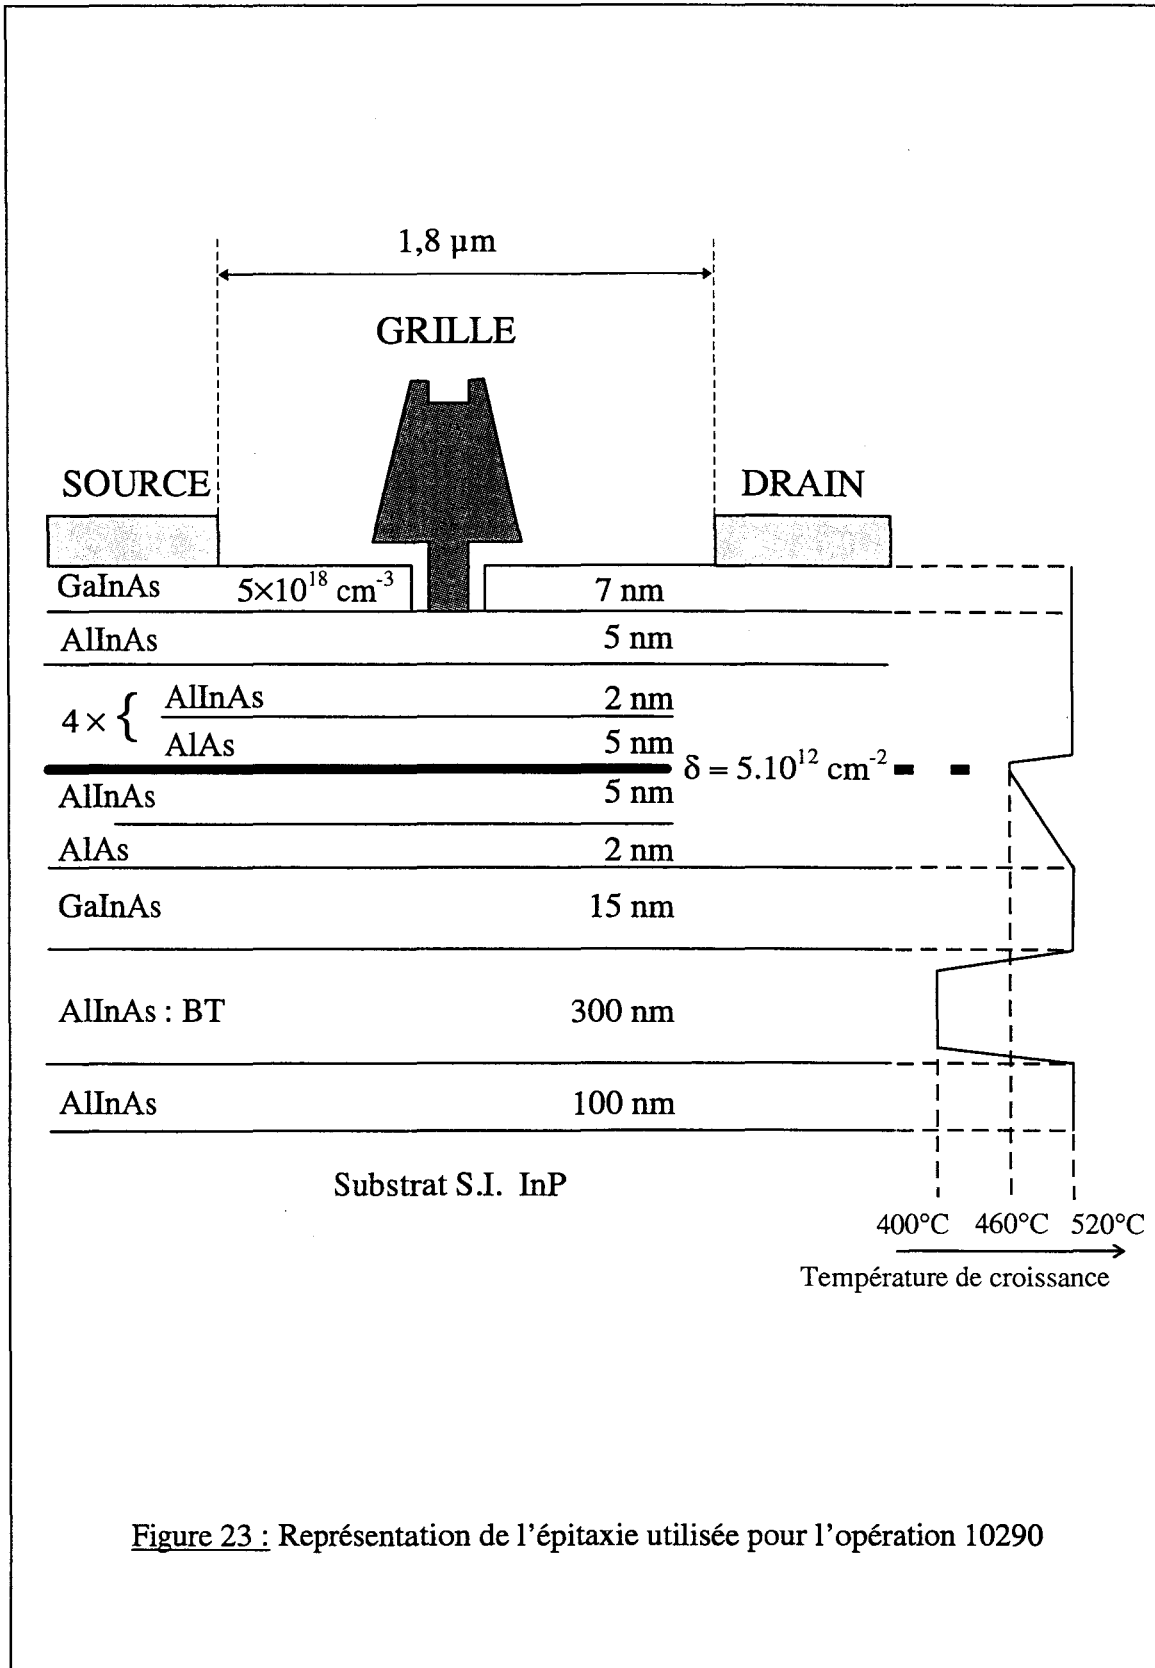 1,8 µm
GRILLE
SOURCE
DRAIN
GaInAs 5×10¹⁸ cm⁻³ 7 nm
AlInAs 5 nm
4 × { AlInAs 2 nm
AlAs 5 nm
δ = 5.10¹² cm⁻²
AlInAs 5 nm
AlAs 2 nm
GaInAs 15 nm
AlInAs : BT 300 nm
AlInAs 100 nm
Substrat S.I. InP
400°C 460°C 520°C
Température de croissance
Figure 23 : Représentation de l'épitaxie utilisée pour l'opération 10290